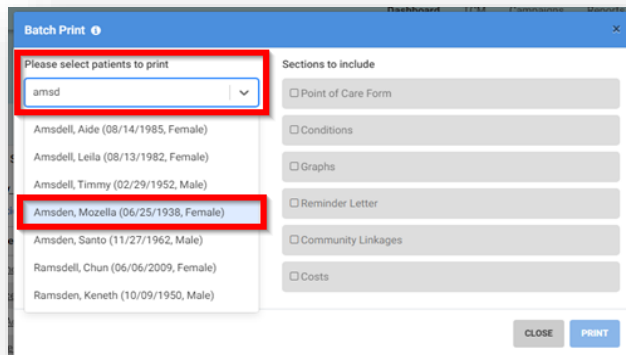 Dashboard TCM Campaigns Reports
Batch Print
Please select patients to print
amsd
Amsdell, Aide (08/14/1985, Female)
Amsdell, Leila (08/13/1982, Female)
Amsdell, Timmy (02/29/1952, Male)
Amsden, Mozella (06/25/1938, Female)
Amsden, Santo (11/27/1962, Male)
Ramsdell, Chun (06/06/2009, Female)
Ramsden, Keneth (10/09/1950, Male)
Sections to include
Point of Care Form
Conditions
Graphs
Reminder Letter
Community Linkages
Costs
CLOSE PRINT